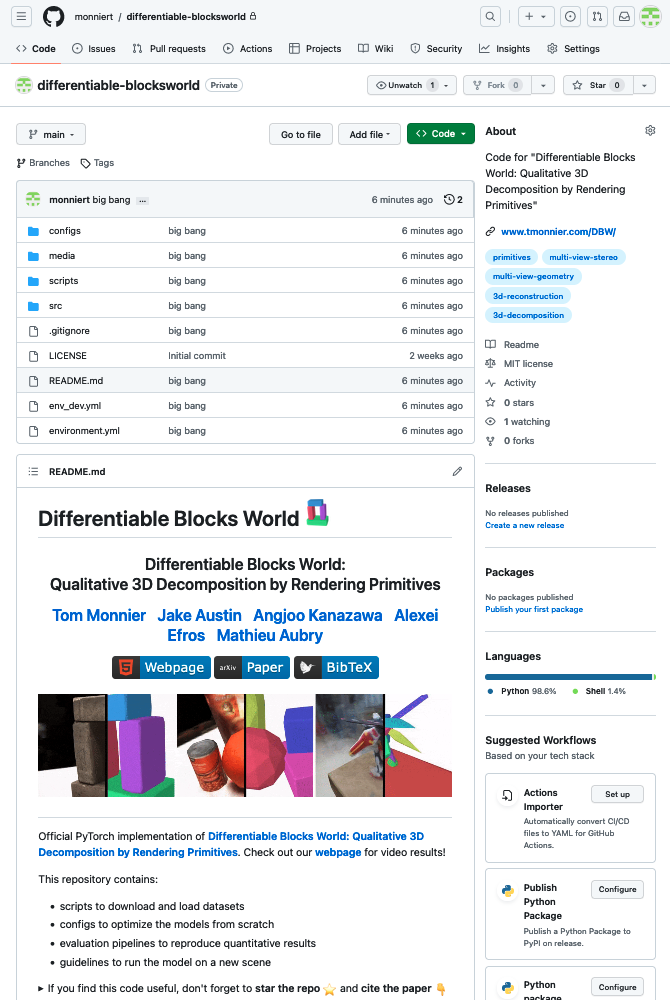 monniert / differentiable-blocksworld
Code Issues Pull requests Actions Projects Wiki Security Insights Settings
differentiable-blocksworld Private
Unwatch 1 Fork 0 Star 0
main Go to file Add file Code
Branches Tags
monniert big bang ... 6 minutes ago 2
configs big bang 6 minutes ago
media big bang 6 minutes ago
scripts big bang 6 minutes ago
src big bang 6 minutes ago
.gitignore big bang 6 minutes ago
LICENSE Initial commit 2 weeks ago
README.md big bang 6 minutes ago
env_dev.yml big bang 6 minutes ago
environment.yml big bang 6 minutes ago
README.md
Differentiable Blocks World
Differentiable Blocks World:
Qualitative 3D Decomposition by Rendering Primitives
Tom Monnier Jake Austin Angjoo Kanazawa Alexei
Efros Mathieu Aubry
Webpage arXiv Paper BibTeX
Official PyTorch implementation of Differentiable Blocks World: Qualitative 3D
Decomposition by Rendering Primitives. Check out our webpage for video results!
This repository contains:
• scripts to download and load datasets
• configs to optimize the models from scratch
• evaluation pipelines to reproduce quantitative results
• guidelines to run the model on a new scene
If you find this code useful, don't forget to star the repo ⭐ and cite the paper 👇
About
Code for "Differentiable Blocks
World: Qualitative 3D
Decomposition by Rendering
Primitives"
www.tmonnier.com/DBW/
primitives multi-view-stereo
multi-view-geometry
3d-reconstruction
3d-decomposition
Readme
MIT license
Activity
0 stars
1 watching
0 forks
Releases
No releases published
Create a new release
Packages
No packages published
Publish your first package
Languages
Python 98.6% Shell 1.4%
Suggested Workflows
Based on your tech stack
Actions
Importer
Set up
Automatically convert CI/CD
files to YAML for GitHub
Actions.
Publish
Python
Package
Configure
Publish a Python Package to
PyPI on release.
Python
package
Configure